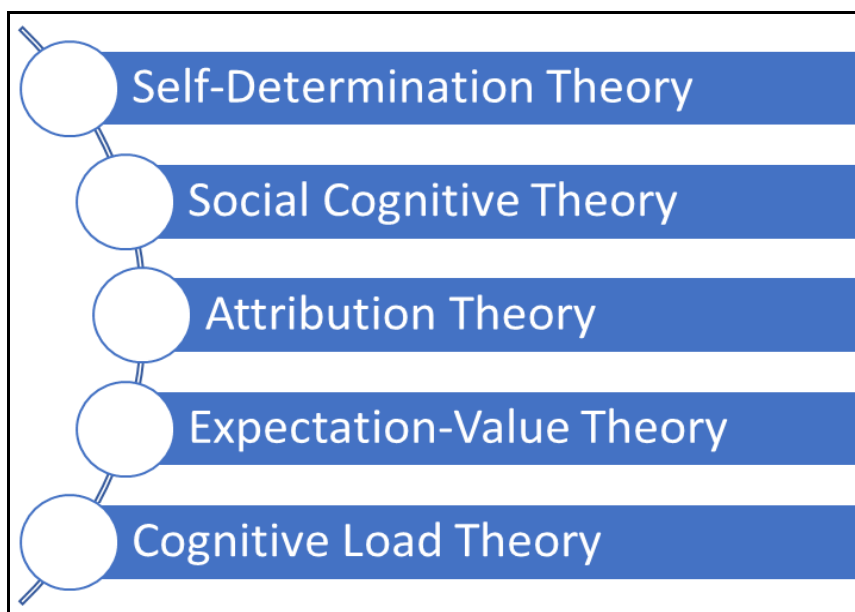 Self-Determination Theory
Social Cognitive Theory
Attribution Theory
Expectation-Value Theory
Cognitive Load Theory